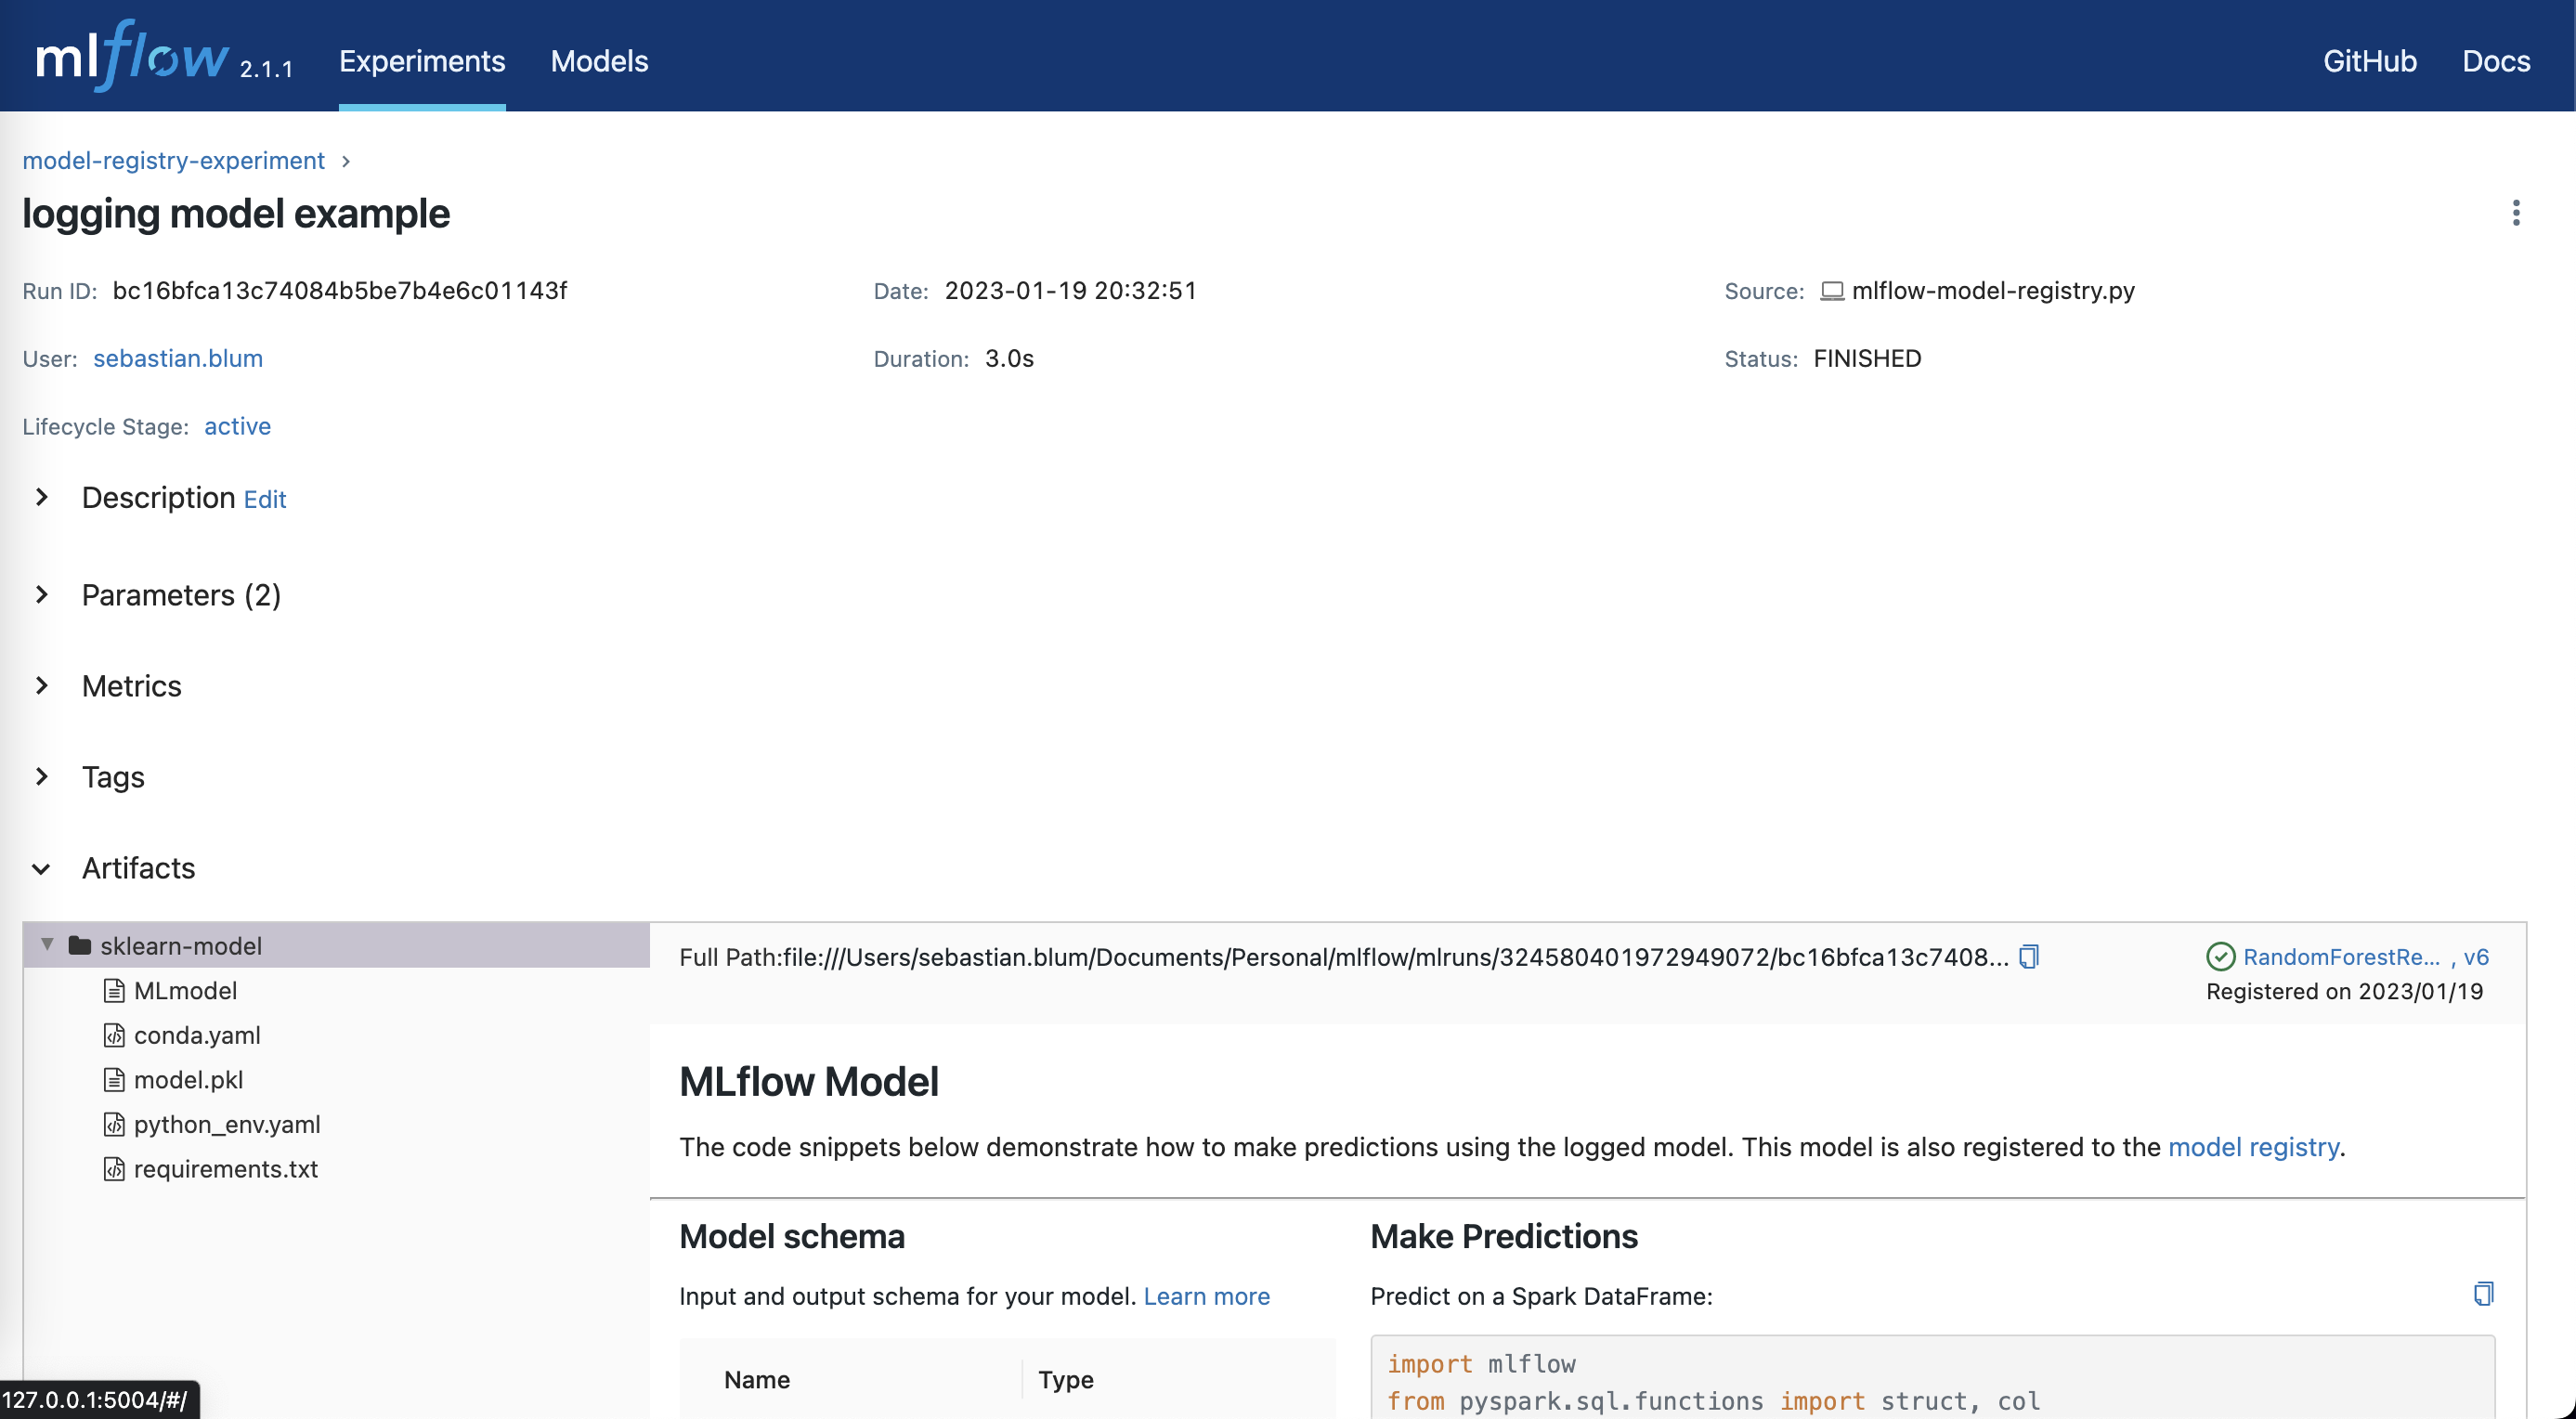 mlflow 2.1.1 Experiments Models GitHub Docs
model-registry-experiment
logging model example
Run ID: bc16bfca13c74084b5be7b4e6c01143f Date: 2023-01-19 20:32:51 Source: mlflow-model-registry.py
User: sebastian.blum Duration: 3.0s Status: FINISHED
Lifecycle Stage: active
Description Edit
Parameters (2)
Metrics
Tags
Artifacts
sklearn-model
MLmodel
conda.yaml
model.pkl
python_env.yaml
requirements.txt
Full Path:file:///Users/sebastian.blum/Documents/Personal/mlflow/mlruns/324580401972949072/bc16bfca13c7408...
RandomForestRe... , v6
Registered on 2023/01/19
MLflow Model
The code snippets below demonstrate how to make predictions using the logged model. This model is also registered to the model registry.
Model schema
Input and output schema for your model. Learn more
Name Type
Make Predictions
Predict on a Spark DataFrame:
import mlflow
from pyspark.sql.functions import struct, col
127.0.0.1:5004/#/